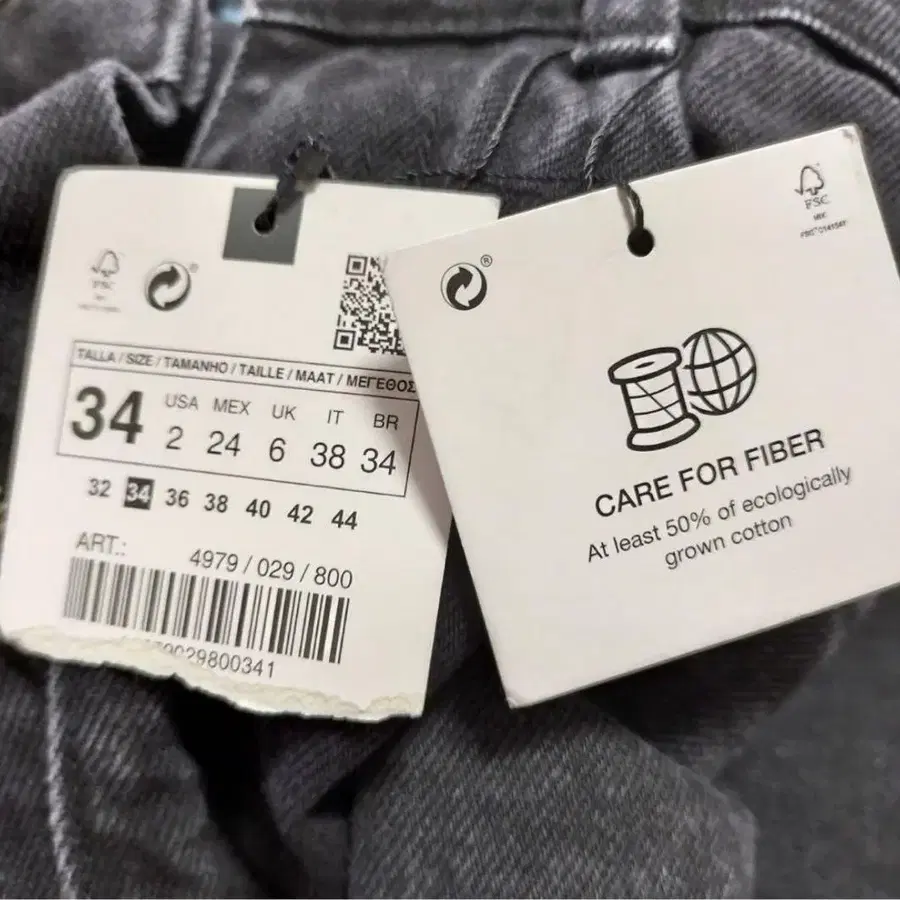 FSC
®
TALLA / SIZE / TAMANHO / TAILLE / MAAT / ΜΕΓΕΘΟΣ
34
USA MEX UK IT BR
2 24 6 38 34
32 34 36 38 40 42 44
ART.:
4979 / 029 / 800
29800341
®
FSC
MIX
CARE FOR FIBER
At least 50% of ecologically
grown cotton